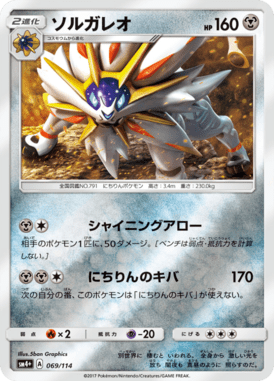 2進化
ソルガレオ
HP 160
コスモウムから進化
全国図鑑NO.791 にちりんポケモン 高さ:3.4m 重さ:230.0kg
シャイニングアロー
相手のポケモン1匹に、50ダメージ。[ベンチは弱点・抵抗力を計算
しない。]
にちりんのキバ 170
次の自分の番、このポケモンは「にちりんのキバ」が使えない。
弱点 ×2 抵抗力 -20 にげる
Illus. 5ban Graphics
sm4+ A 069/114
©2017 Pokémon/Nintendo/Creatures/GAME FREAK.